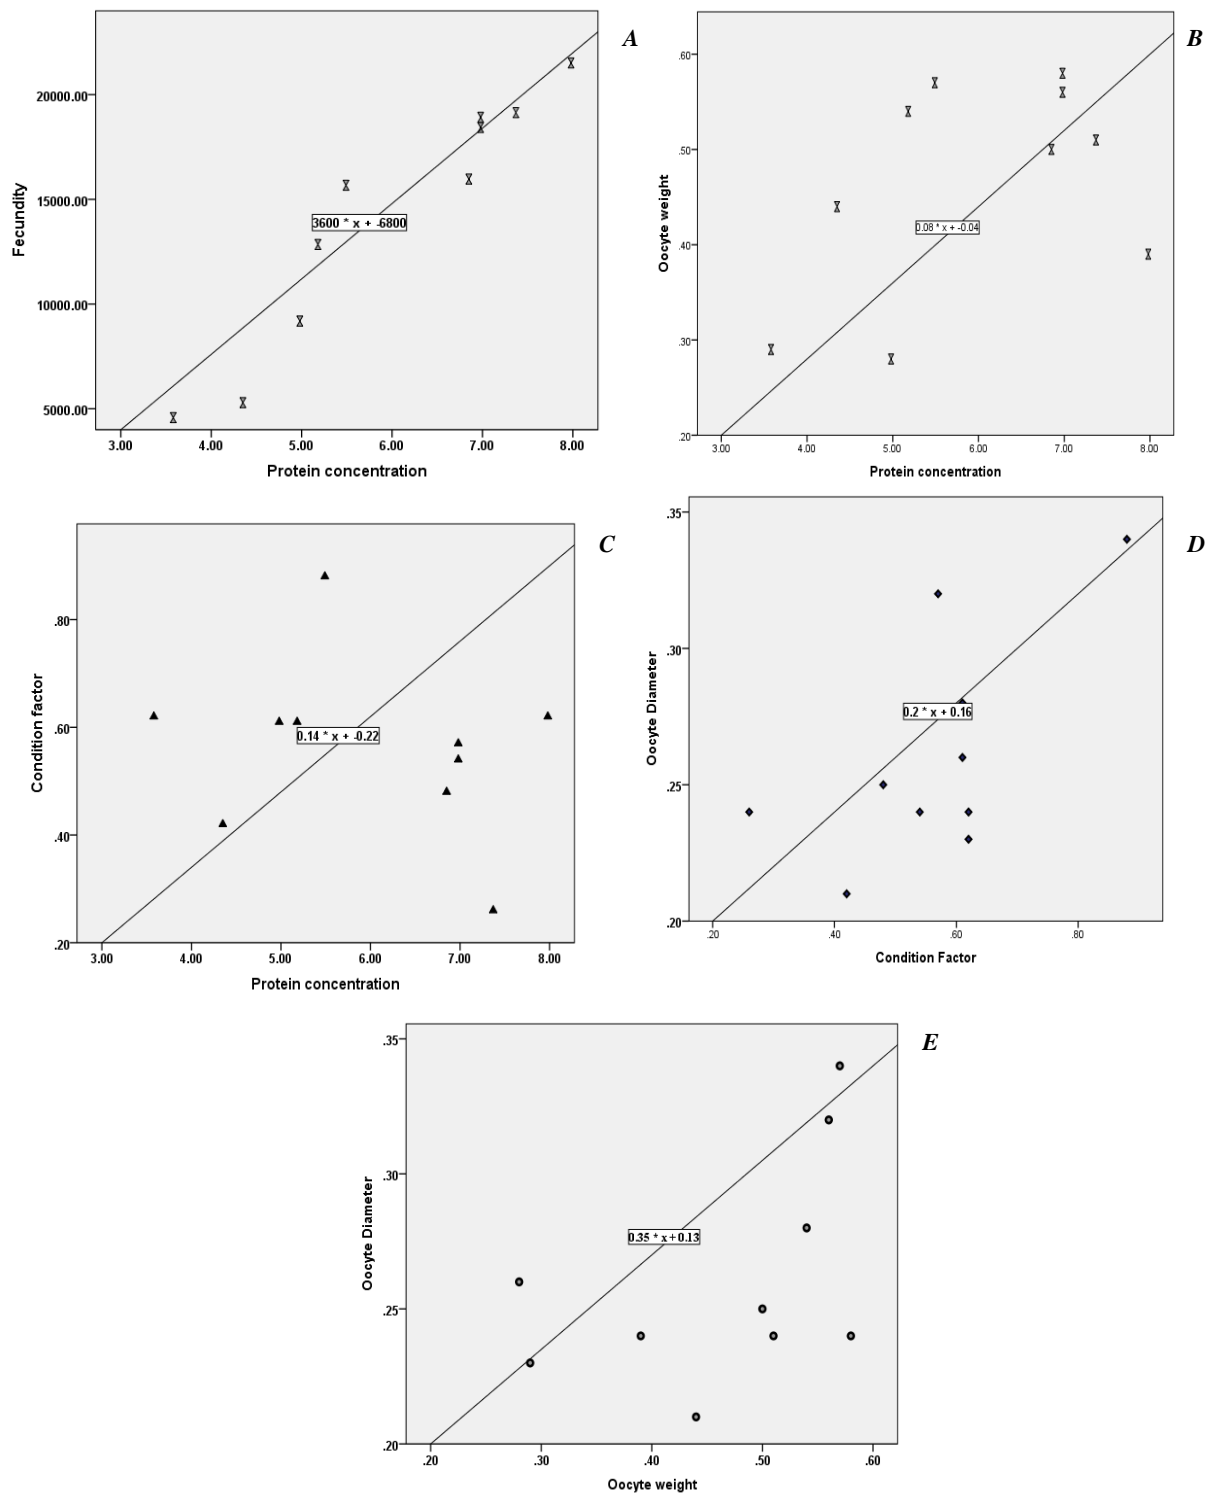 A
20000.00
15000.00
10000.00
5000.00
Fecundity
3600 * x + -6800
3.00 4.00 5.00 6.00 7.00 8.00
Protein concentration
B
.60
.50
.40
.30
.20
Oocyte weight
0.08 * x + -0.04
3.00 4.00 5.00 6.00 7.00 8.00
Protein concentration
C
.80
.60
.40
.20
Condition factor
0.14 * x + -0.22
3.00 4.00 5.00 6.00 7.00 8.00
Protein concentration
D
.35
.30
.25
.20
Oocyte Diameter
0.2 * x + 0.16
.20 .40 .60 .80
Condition Factor
E
.35
.30
.25
.20
Oocyte Diameter
0.35 * x + 0.13
.20 .30 .40 .50 .60
Oocyte weight